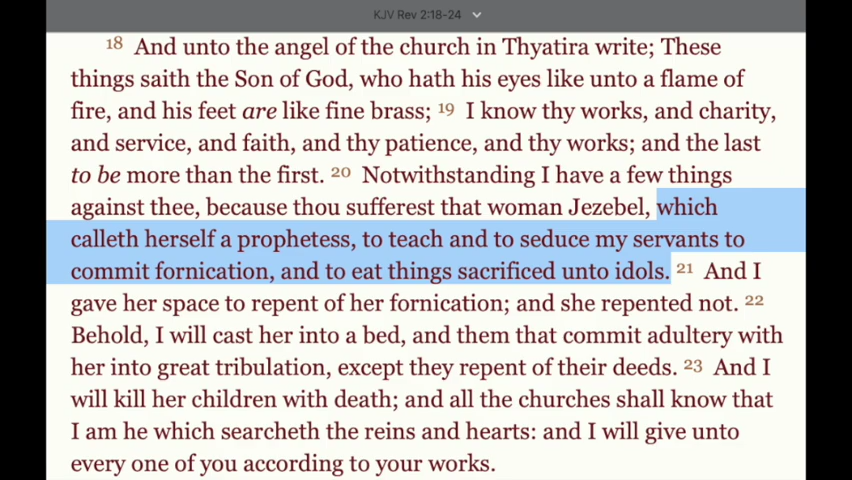 KJV Rev 2:18-24
18 And unto the angel of the church in Thyatira write; These
things saith the Son of God, who hath his eyes like unto a flame of
fire, and his feet are like fine brass; 19 I know thy works, and charity,
and service, and faith, and thy patience, and thy works; and the last
to be more than the first. 20 Notwithstanding I have a few things
against thee, because thou sufferest that woman Jezebel, which
calleth herself a prophetess, to teach and to seduce my servants to
commit fornication, and to eat things sacrificed unto idols. 21 And I
gave her space to repent of her fornication; and she repented not. 22
Behold, I will cast her into a bed, and them that commit adultery with
her into great tribulation, except they repent of their deeds. 23 And I
will kill her children with death; and all the churches shall know that
I am he which searcheth the reins and hearts: and I will give unto
every one of you according to your works.